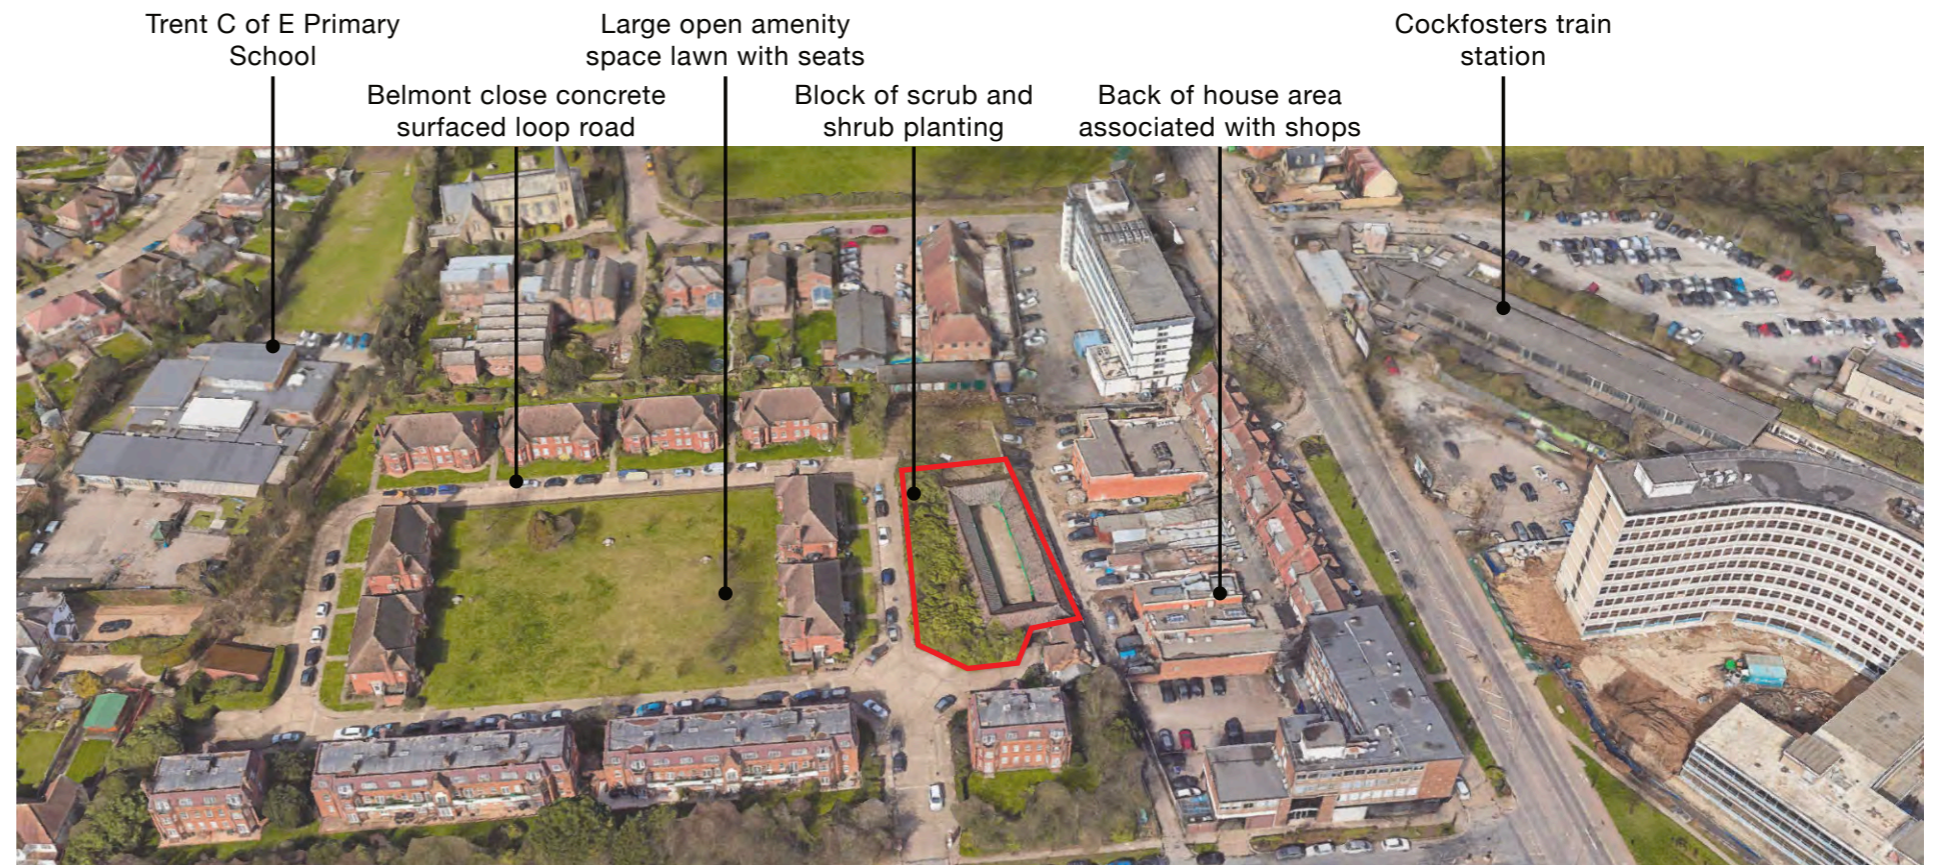 Trent C of E Primary
School
Large open amenity
space lawn with seats
Cockfosters train
station
Belmont close concrete
surfaced loop road
Block of scrub and
shrub planting
Back of house area
associated with shops